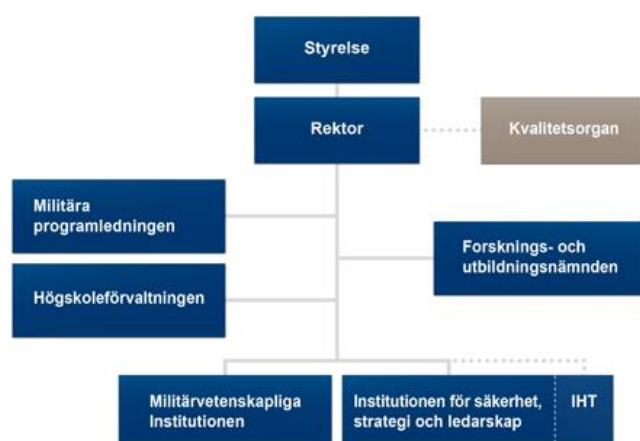 Styrelse
Rektor
Kvalitetsorgan
Militära
programledningen
Forsknings- och
utbildningsnämnden
Högskoleförvaltningen
Militärvetenskapliga
Institutionen
Institutionen för säkerhet,
strategi och ledarskap
IHT